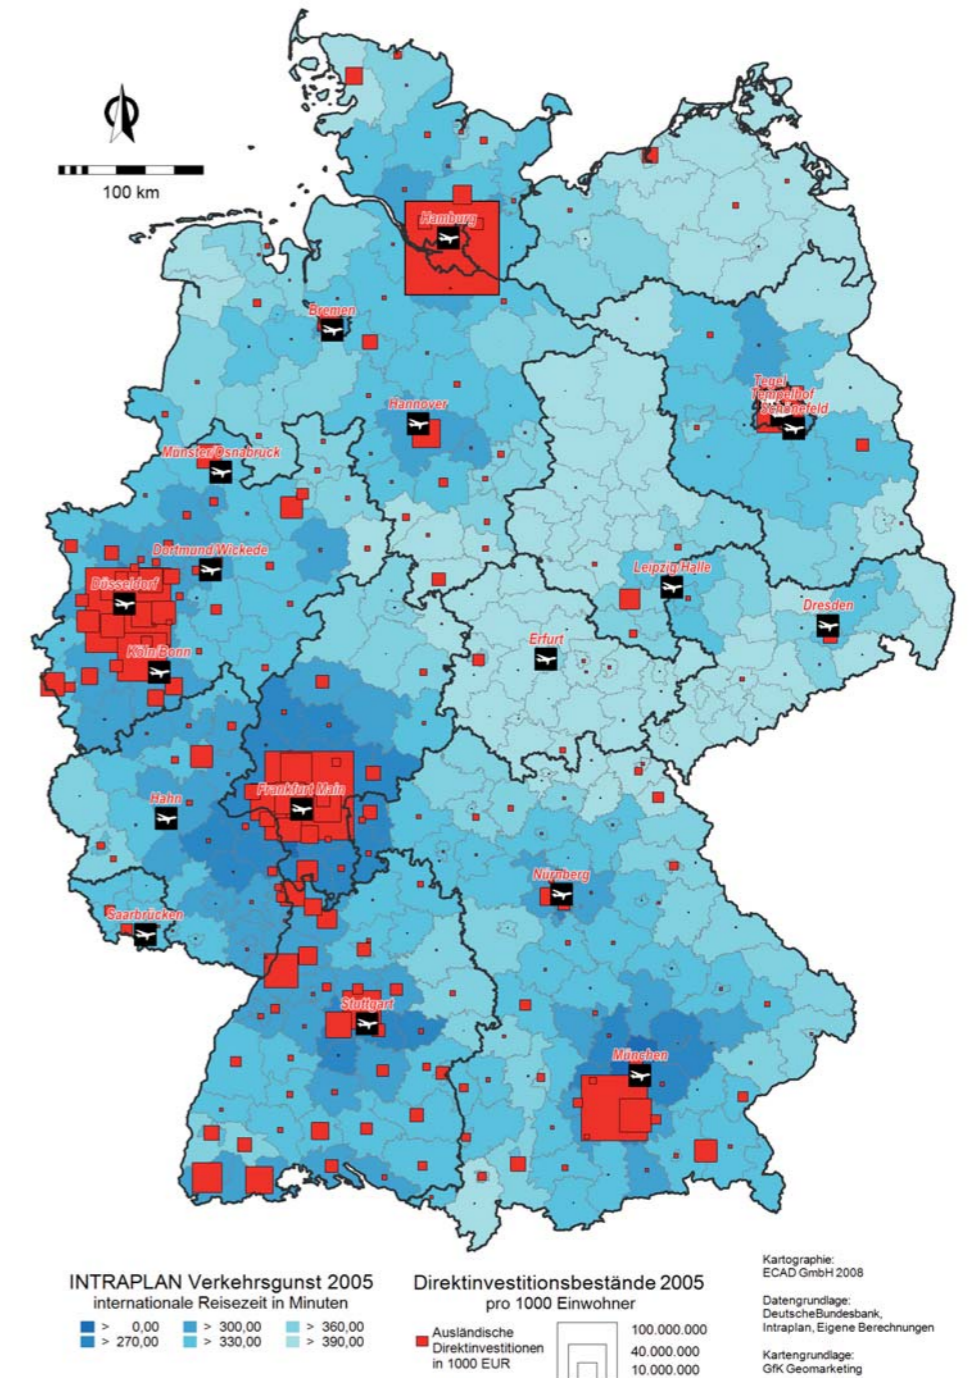 100 km
Hamburg
Bremen
Tegel
Tempelhof
Schönefeld
Hannover
Münster/Osnabrück
Dortmund/Wickede
Leipzig/Halle
Düsseldorf
Dresden
Erfurt
Köln/Bonn
Frankfurt Main
Hahn
Nürnberg
Saarbrücken
Stuttgart
München
INTRAPLAN Verkehrsgunst 2005
internationale Reisezeit in Minuten
> 0,00 > 300,00 > 360,00
> 270,00 > 330,00 > 390,00
Direktinvestitionsbestände 2005
pro 1000 Einwohner
Ausländische
Direktinvestitionen
in 1000 EUR
100.000.000
40.000.000
10.000.000
Kartographie:
ECAD GmbH 2008
Datengrundlage:
DeutscheBundesbank,
Intraplan, Eigene Berechnungen
Kartengrundlage:
GfK Geomarketing